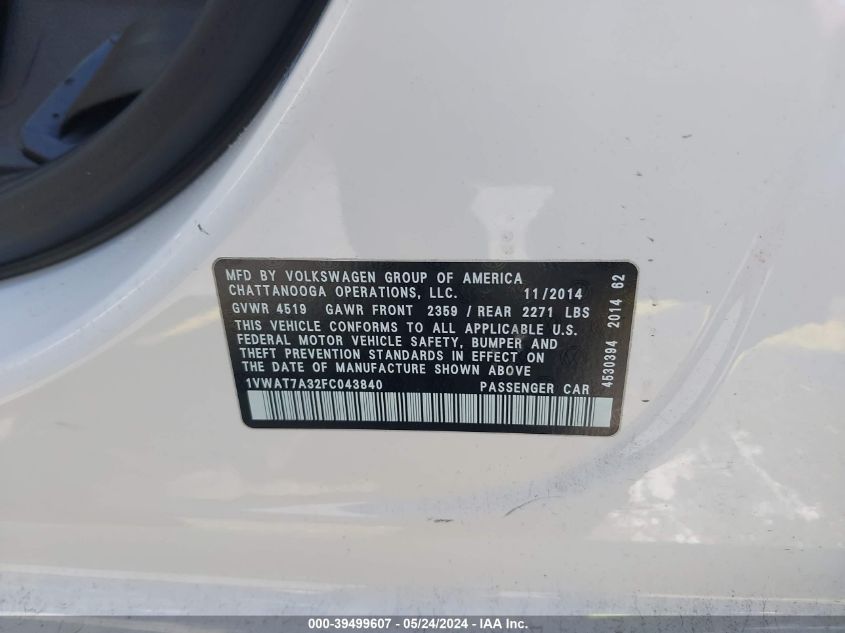 MFD BY VOLKSWAGEN GROUP OF AMERICA
CHATTANOOGA OPERATIONS, LLC. 11/2014
GVWR 4519 GAWR FRONT 2359 / REAR 2271 LBS
THIS VEHICLE CONFORMS TO ALL APPLICABLE U.S.
FEDERAL MOTOR VEHICLE SAFETY, BUMPER AND
THEFT PREVENTION STANDARDS IN EFFECT ON
THE DATE OF MANUFACTURE SHOWN ABOVE
1VWAT7A32FC043840 PASSENGER CAR
4530394 2014 62
000-39499607 - 05/24/2024 - IAA Inc.